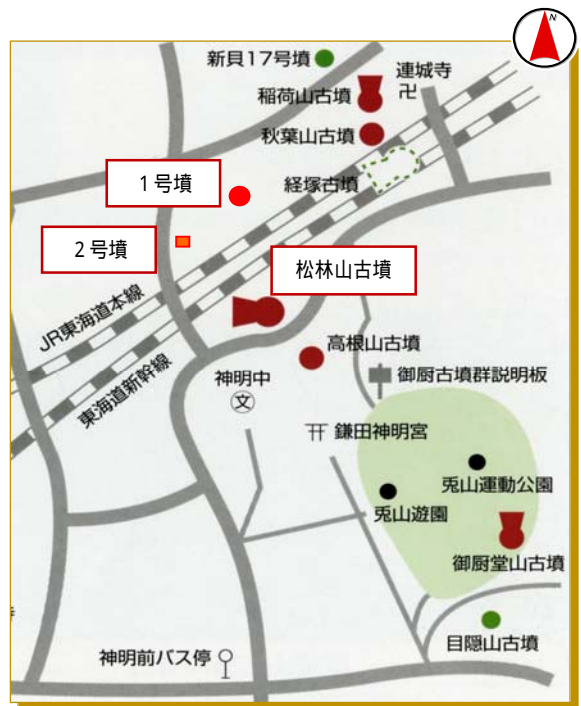 N
新貝17号墳
連城寺
卍
稲荷山古墳
秋葉山古墳
1号墳
経塚古墳
2号墳
松林山古墳
JR東海道本線
東海道新幹線
高根山古墳
神明中
文
御厨古墳群説明板
鎌田神明宮
兎山運動公園
兎山遊園
御厨堂山古墳
目隠山古墳
神明前バス停